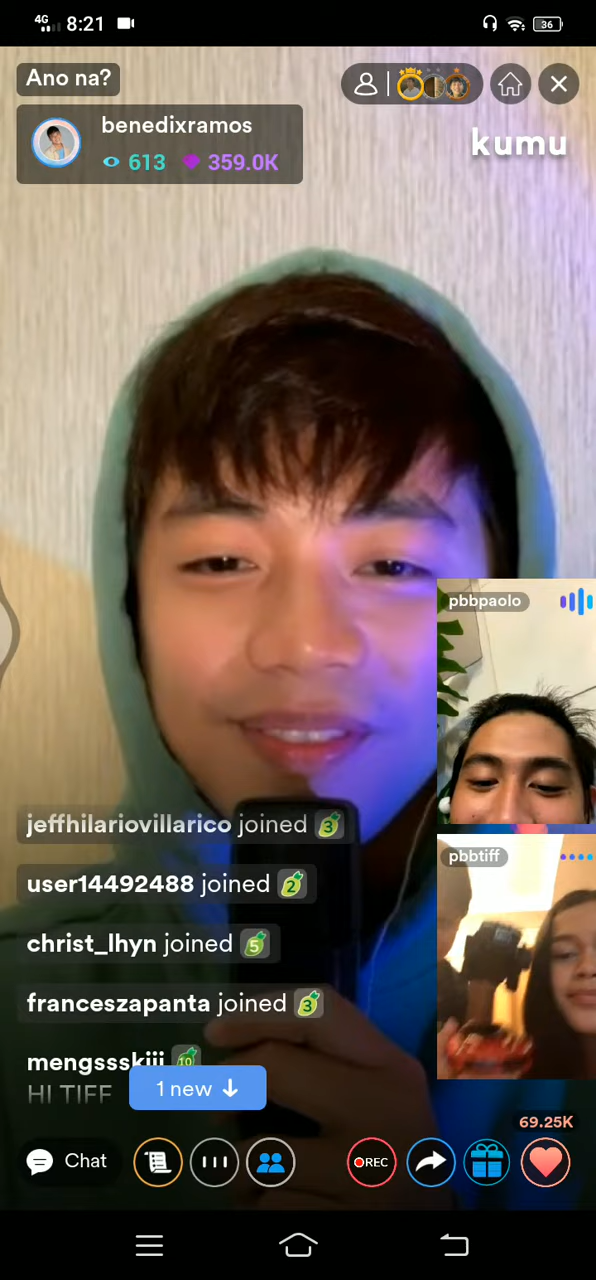 4G 8:21
36
Ano na?
benedixramos
613 359.0K
kumu
pbbpaolo
jeffhilariovillarico joined 3
pbbtiff
user14492488 joined 2
christ_lhyn joined 5
franceszapanta joined 3
mengssskiii 10
HI TIFF
1 new
69.25K
Chat
REC